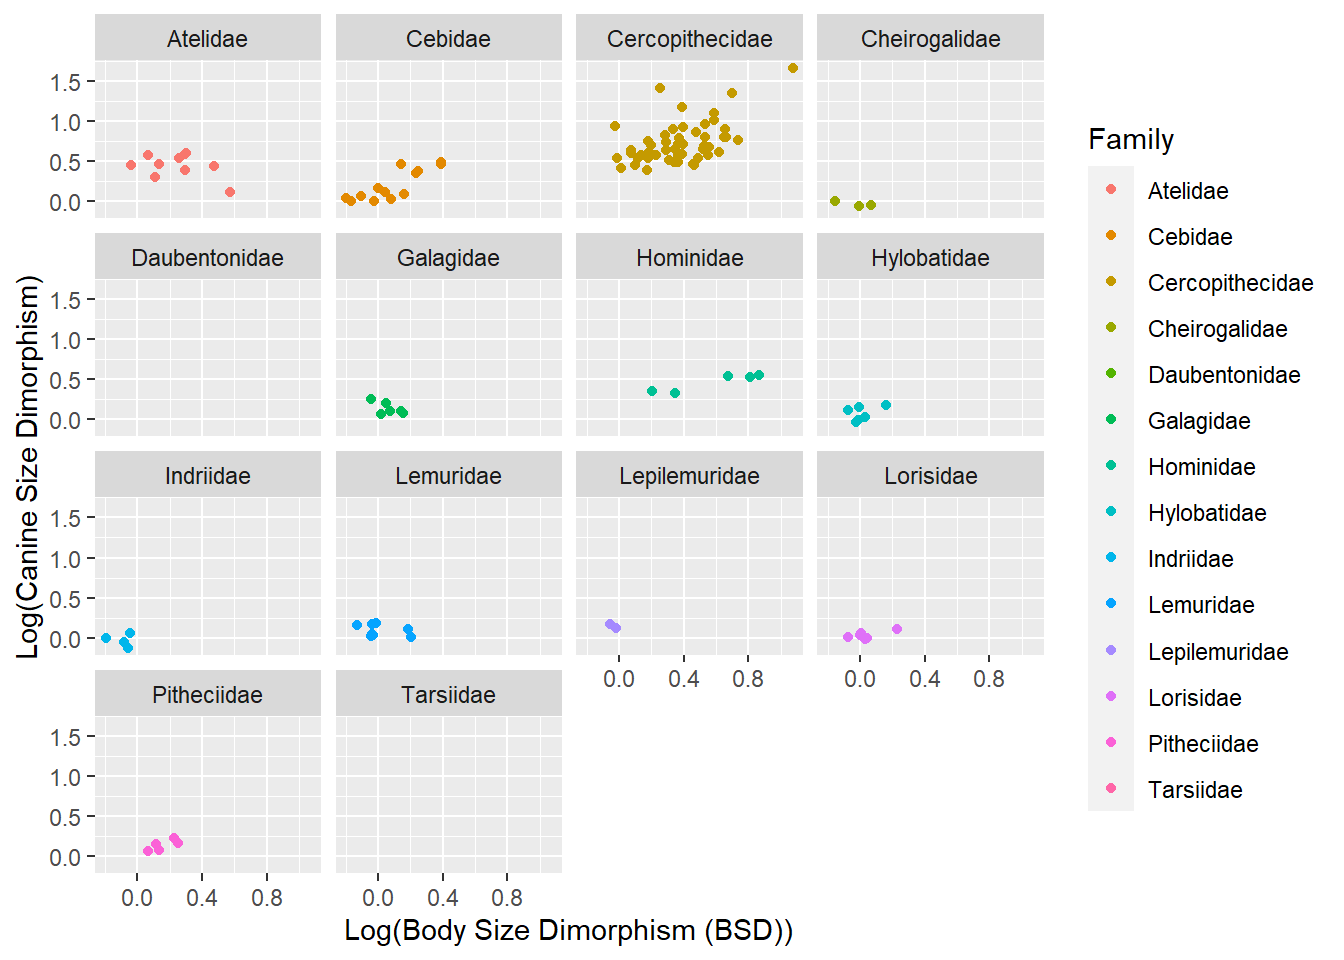 Atelidae Cebidae Cercopithecidae Cheirogalidae
1.5
1.0
0.5
0.0
Daubentonidae Galagidae Hominidae Hylobatidae
1.5
1.0
0.5
0.0
Indriidae Lemuridae Lepilemuridae Lorisidae
1.5
1.0
0.5
0.0
0.0 0.4 0.8 0.0 0.4 0.8
Pitheciidae Tarsiidae
1.5
1.0
0.5
0.0
0.0 0.4 0.8 0.0 0.4 0.8
Log(Body Size Dimorphism (BSD))
Log(Canine Size Dimorphism)
Family
Atelidae
Cebidae
Cercopithecidae
Cheirogalidae
Daubentonidae
Galagidae
Hominidae
Hylobatidae
Indriidae
Lemuridae
Lepilemuridae
Lorisidae
Pitheciidae
Tarsiidae